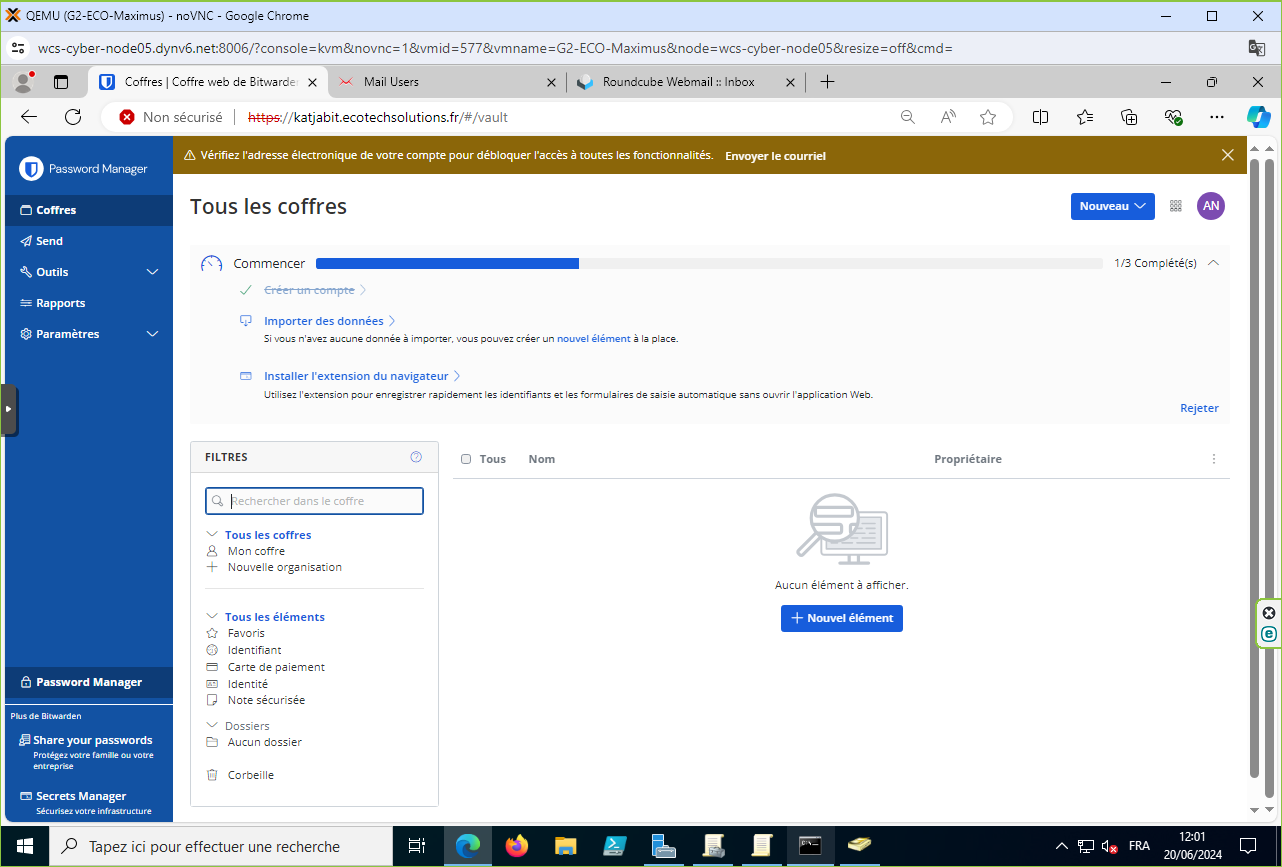 QEMU (G2-ECO-Maximus) - noVNC - Google Chrome
wcs-cyber-node05.dynv6.net:8006/?console=kvm&novnc=1&vmid=577&vmname=G2-ECO-Maximus&node=wcs-cyber-node05&resize=off&cmd=
Coffres | Coffre web de Bitwarden
Mail Users
Roundcube Webmail :: Inbox
Non sécurisé
https://katjabit.ecotechsolutions.fr/#/vault
Password Manager
Vérifiez l'adresse électronique de votre compte pour débloquer l'accès à toutes les fonctionnalités. Envoyer le courriel
Coffres
Send
Outils
Rapports
Paramètres
Tous les coffres
Nouveau
AN
Commencer
1/3 Complété(s)
Créer un compte
Importer des données
Si vous n'avez aucune donnée à importer, vous pouvez créer un nouvel élément à la place.
Installer l'extension du navigateur
Utilisez l'extension pour enregistrer rapidement les identifiants et les formulaires de saisie automatique sans ouvrir l'application Web.
Rejeter
FILTRES
Rechercher dans le coffre
Tous les coffres
Mon coffre
Nouvelle organisation
Tous les éléments
Favoris
Identifiant
Carte de paiement
Identité
Note sécurisée
Dossiers
Aucun dossier
Corbeille
Tous
Nom
Propriétaire
Aucun élément à afficher.
Nouvel élément
Password Manager
Plus de Bitwarden
Share your passwords
Protégez votre famille ou votre
entreprise
Secrets Manager
Sécurisez votre infrastructure
Tapez ici pour effectuer une recherche
FRA
12:01
20/06/2024